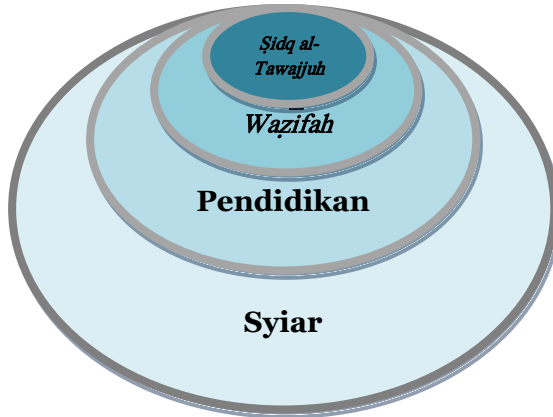 Ṣidq al-
Tawajjuh
Waẓifah
Pendidikan
Syiar